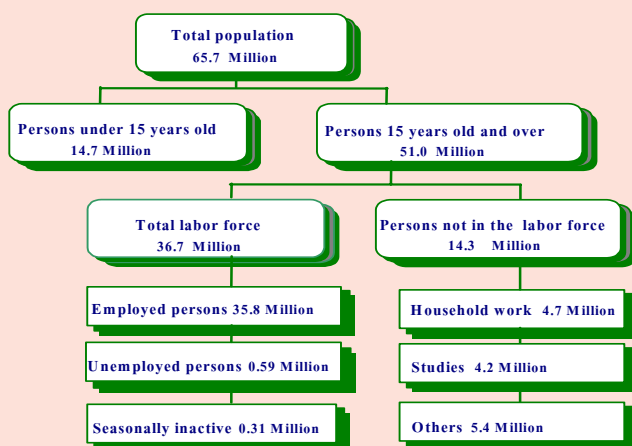 Total population
65.7 Million
Persons under 15 years old
14.7 Million
Persons 15 years old and over
51.0 Million
Total labor force
36.7 Million
Persons not in the labor force
14.3 Million
Employed persons 35.8 Million
Unemployed persons 0.59 Million
Seasonally inactive 0.31 Million
Household work 4.7 Million
Studies 4.2 Million
Others 5.4 Million